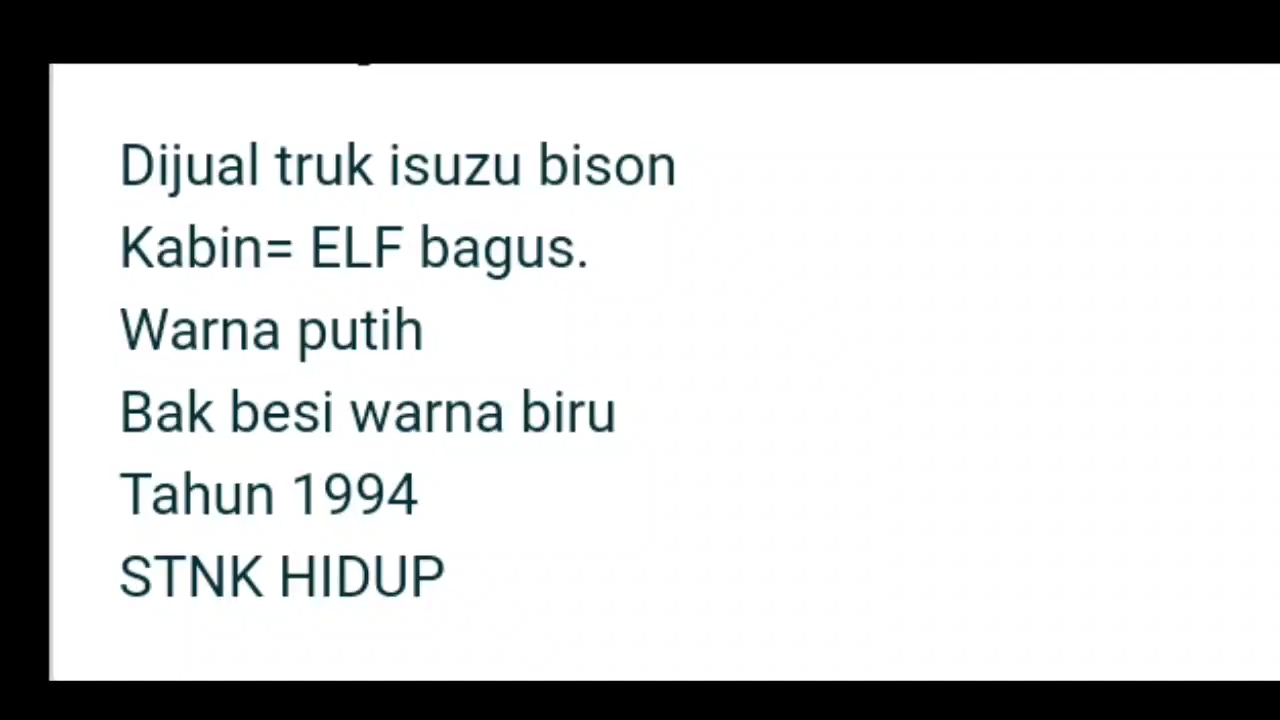 Dijual truk isuzu bison
Kabin= ELF bagus.
Warna putih
Bak besi warna biru
Tahun 1994
STNK HIDUP